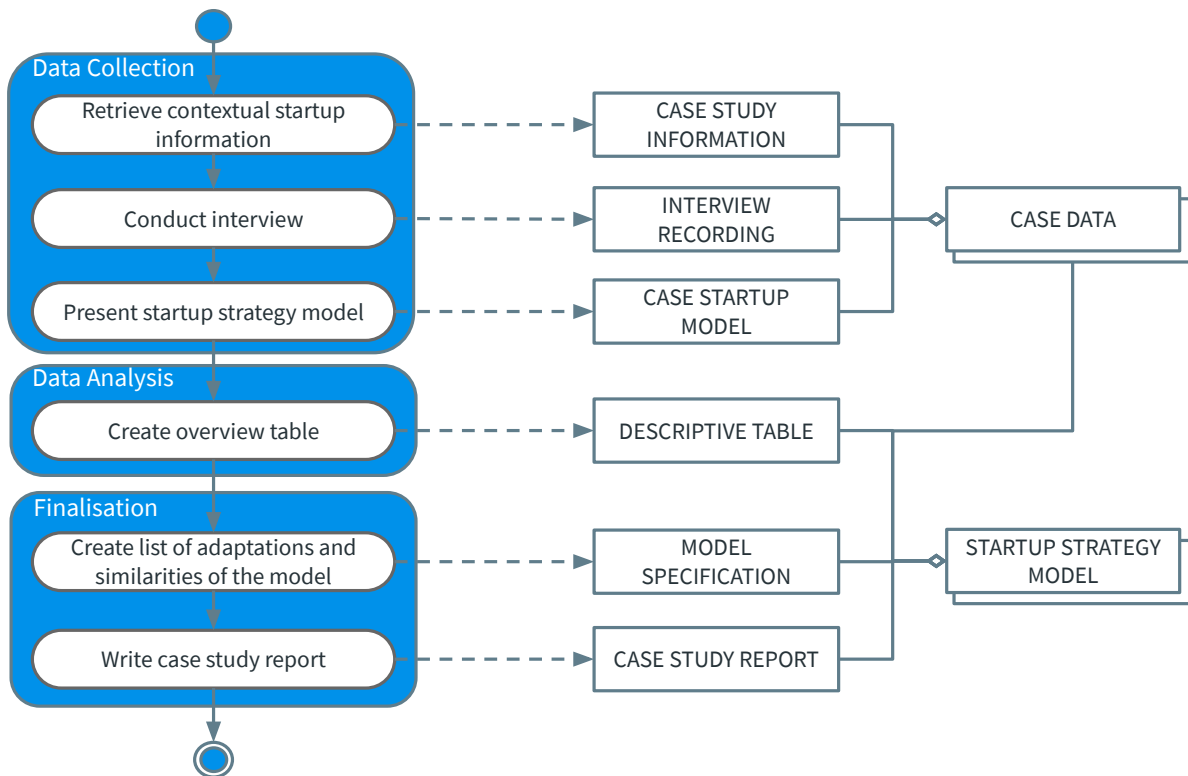 Data Collection
Retrieve contextual startup
information
CASE STUDY
INFORMATION
Conduct interview
INTERVIEW
RECORDING
CASE DATA
Present startup strategy model
CASE STARTUP
MODEL
Data Analysis
Create overview table
DESCRIPTIVE TABLE
Finalisation
Create list of adaptations and
similarities of the model
MODEL
SPECIFICATION
STARTUP STRATEGY
MODEL
Write case study report
CASE STUDY REPORT